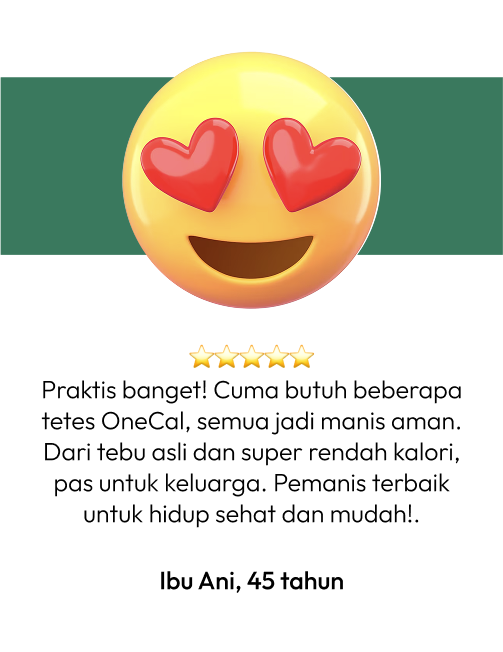 ⭐⭐⭐⭐⭐
Praktis banget! Cuma butuh beberapa
tetes OneCal, semua jadi manis aman.
Dari tebu asli dan super rendah kalori,
pas untuk keluarga. Pemanis terbaik
untuk hidup sehat dan mudah!.
Ibu Ani, 45 tahun